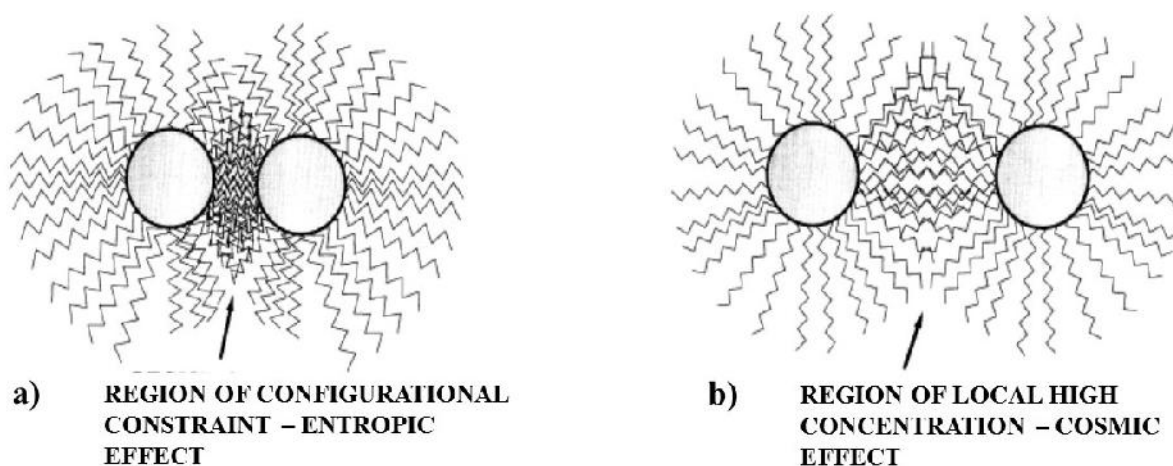 a) REGION OF CONFIGURATIONAL
CONSTRAINT – ENTROPIC
EFFECT
b) REGION OF LOCAL HIGH
CONCENTRATION – COSMIC
EFFECT